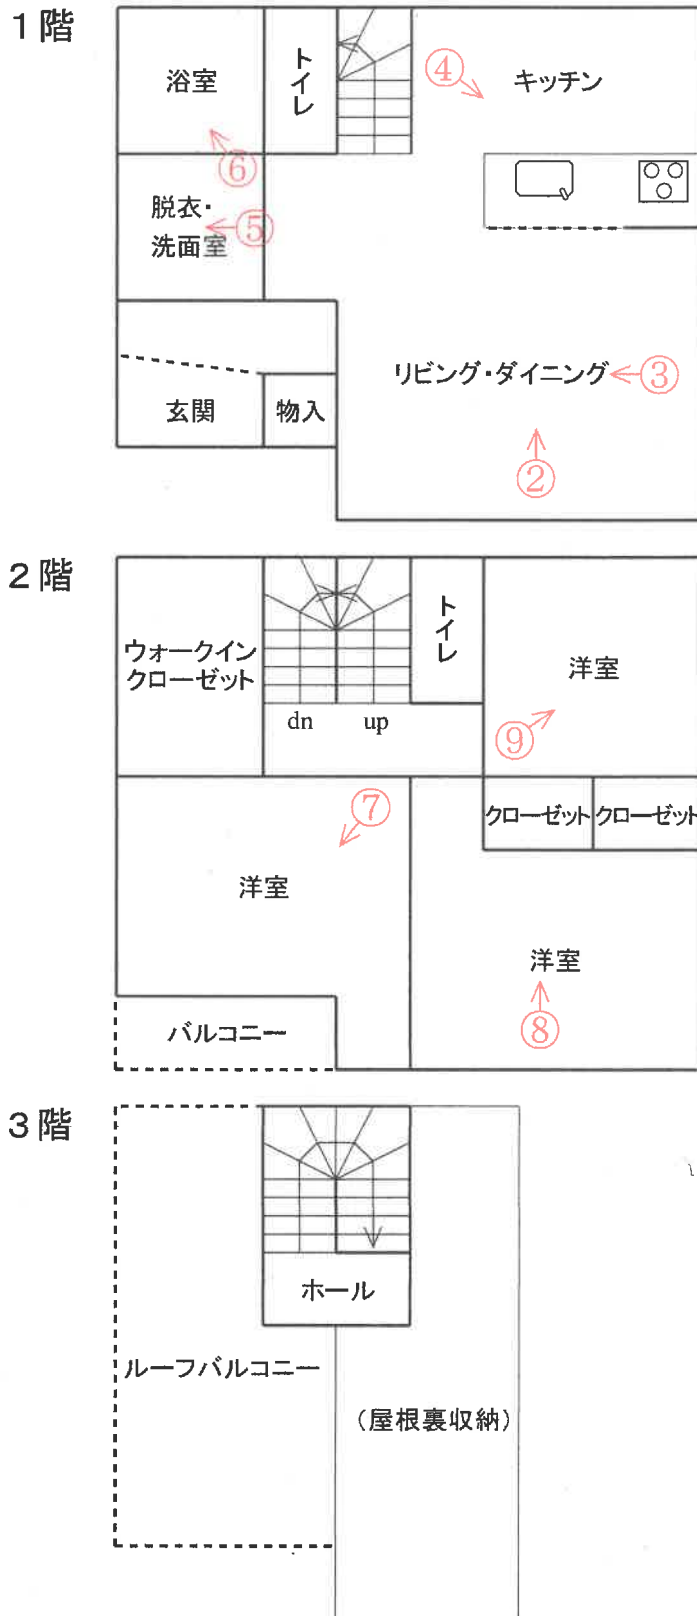 1階
浴室
トイレ
④
キッチン
⑥
脱衣・
洗面室
⑤
リビング・ダイニング
③
玄関
物入
②
2階
ウォークイン
クローゼット
トイレ
洋室
dn
up
⑨
⑦
クローゼット
クローゼット
洋室
洋室
⑧
バルコニー
3階
ホール
ルーフバルコニー
（屋根裏収納）